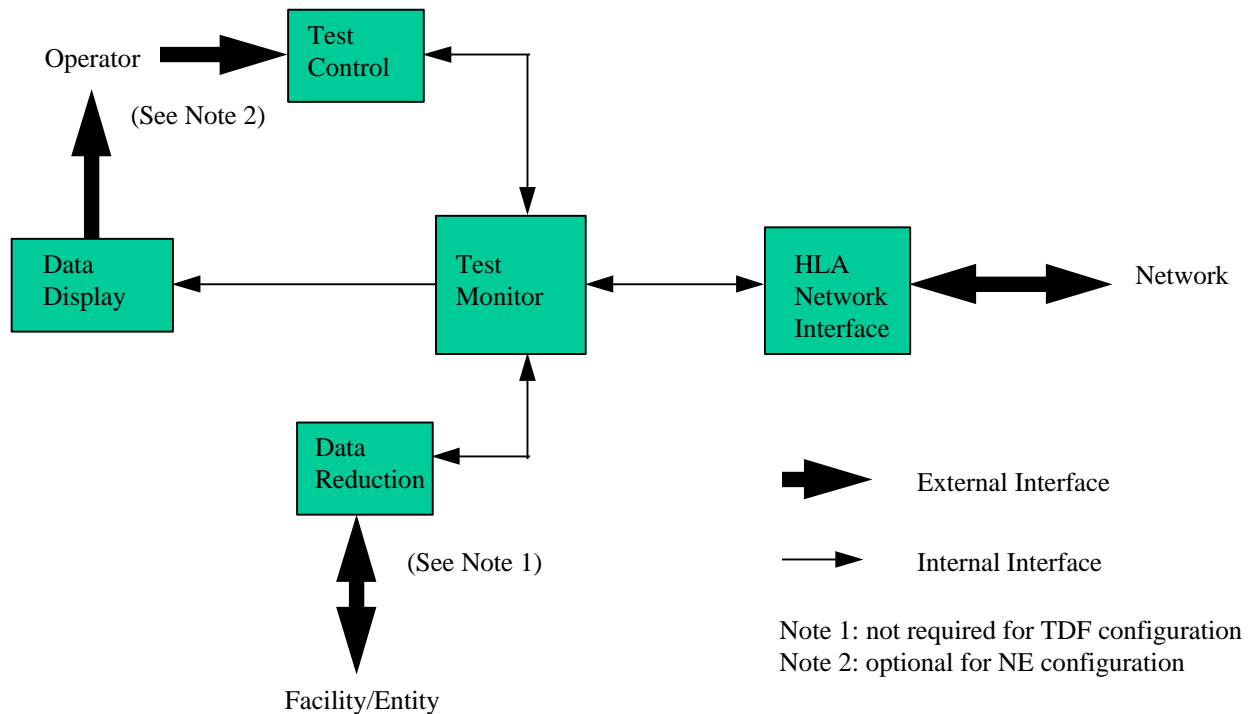 Test
Control
Operator
(See Note 2)
Data
Display
Test
Monitor
HLA
Network
Interface
Network
Data
Reduction
(See Note 1)
Facility/Entity
External Interface
Internal Interface
Note 1: not required for TDF configuration
Note 2: optional for NE configuration